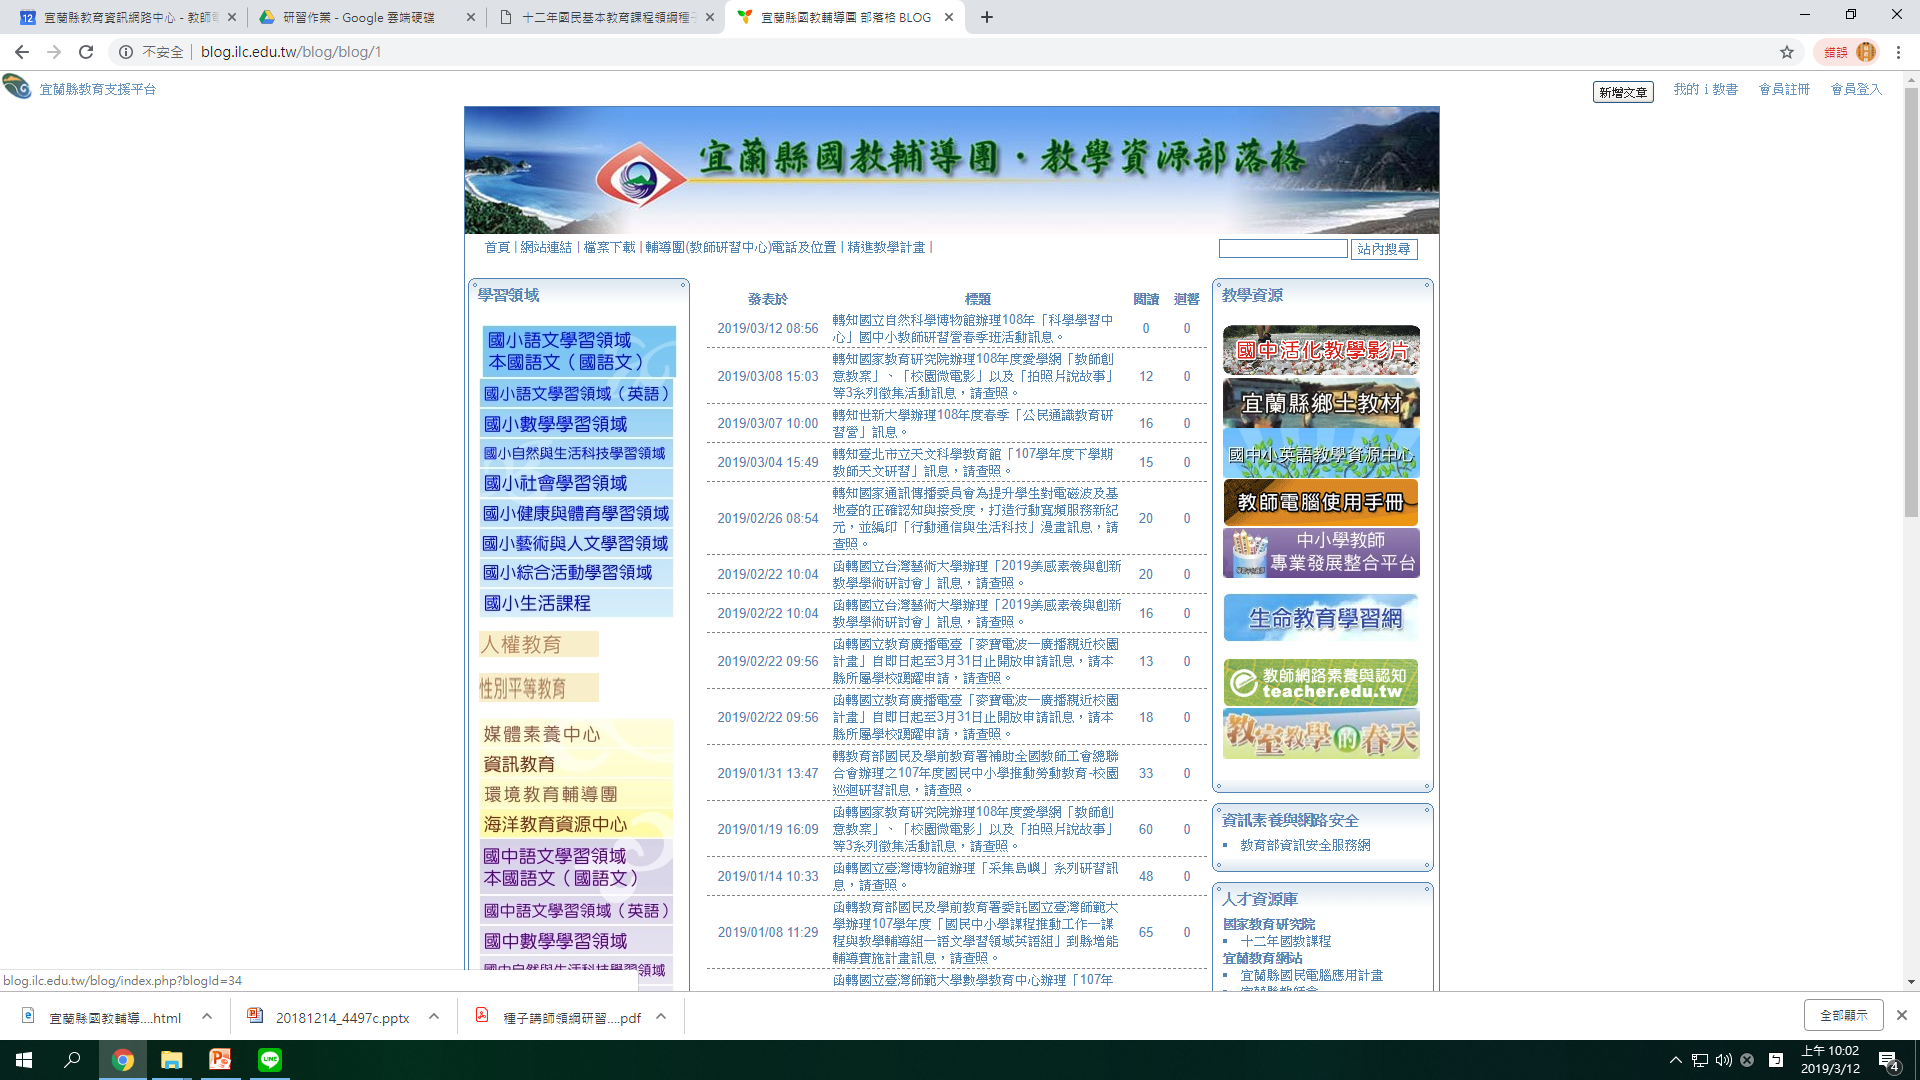 宜蘭縣教育資訊網路中心 - 教師
研習作業 - Google 雲端硬碟
十二年國民基本教育課程領綱種
宜蘭縣國教輔導團 部落格 BLOG
不安全 | blog.ilc.edu.tw/blog/blog/1
錯誤
宜蘭縣教育支援平台
新增文章
我的ｉ教書
會員註冊
會員登入
宜蘭縣國教輔導團‧教學資源部落格
首頁 | 網站連結 | 檔案下載 | 輔導團(教師研習中心)電話及位置 | 精進教學計畫 |
站內搜尋
學習領域
國小語文學習領域
本國語文（國語文）
國小語文學習領域（英語）
國小數學學習領域
國小自然與生活科技學習領域
國小社會學習領域
國小健康與體育學習領域
國小藝術與人文學習領域
國小綜合活動學習領域
國小生活課程
人權教育
性別平等教育
媒體素養中心
資訊教育
環境教育輔導團
海洋教育資源中心
國中語文學習領域
本國語文（國語文）
國中語文學習領域（英語）
國中數學學習領域
國中自然與生活科技學習領域
發表於 標題 閱讀 迴響
2019/03/12 08:56 轉知國立自然科學博物館辦理108年「科學學習中 0 0
心」國中小教師研習營春季班活動訊息。
轉知國家教育研究院辦理108年度愛學網「教師創
2019/03/08 15:03 意教案」、「校園微電影」以及「拍照片說故事」 12 0
等3系列徵集活動訊息，請查照。
2019/03/07 10:00 轉知世新大學辦理108年度春季「公民通識教育研 16 0
習營」訊息。
2019/03/04 15:49 轉知臺北市立天文科學教育館「107學年度下學期 15 0
教師天文研習」訊息，請查照。
轉知國家通訊傳播委員會為提升學生對電磁波及基
2019/02/26 08:54 地臺的正確認知與接受度，打造行動寬頻服務新紀 20 0
元，並編印「行動通信與生活科技」漫畫訊息，請
查照。
2019/02/22 10:04 函轉國立台灣藝術大學辦理「2019美感素養與創新 20 0
教學學術研討會」訊息，請查照。
2019/02/22 10:04 函轉國立台灣藝術大學辦理「2019美感素養與創新 16 0
教學學術研討會」訊息，請查照。
函轉國立教育廣播電臺「麥寶電波—廣播親近校園
2019/02/22 09:56 計畫」自即日起至3月31日止開放申請訊息，請本 13 0
縣所屬學校踴躍申請，請查照。
函轉國立教育廣播電臺「麥寶電波—廣播親近校園
2019/02/22 09:56 計畫」自即日起至3月31日止開放申請訊息，請本 18 0
縣所屬學校踴躍申請，請查照。
轉教育部國民及學前教育署補助全國教師工會總聯
2019/01/31 13:47 合會辦理之107年度國民中小學推動勞動教育-校園 33 0
巡迴研習訊息，請查照。
函轉國家教育研究院辦理108年度愛學網「教師創
2019/01/19 16:09 意教案」、「校園微電影」以及「拍照片說故事」 60 0
等3系列徵集活動訊息，請查照。
2019/01/14 10:33 函轉國立臺灣博物館辦理「采集島嶼」系列研習訊 48 0
息，請查照。
函轉教育部國民及學前教育署委託國立臺灣師範大
2019/01/08 11:29 學辦理107學年度「國民中小學課程推動工作—課 65 0
程與教學輔導組—語文學習領域英語組」到縣增能
輔導實施計畫訊息，請查照。
函轉國立臺灣師範大學數學教育中心辦理「107年
教學資源
國中活化教學影片
宜蘭縣鄉土教材
國中小英語教學資源中心
教師電腦使用手冊
中小學教師
專業發展整合平台
生命教育學習網
教師網路素養與認知
teacher.edu.tw
教室教學的春天
資訊素養與網路安全
教育部資訊安全服務網
人才資源庫
國家教育研究院
十二年國教課程
宜蘭教育網站
宜蘭縣國民電腦應用計畫
宜蘭縣教師會
blog.ilc.edu.tw/blog/index.php?blogId=34
宜蘭縣國教輔導....html
20181214_4497c.pptx
種子講師領綱研習....pdf
全部顯示
上午 10:02
2019/3/12
4